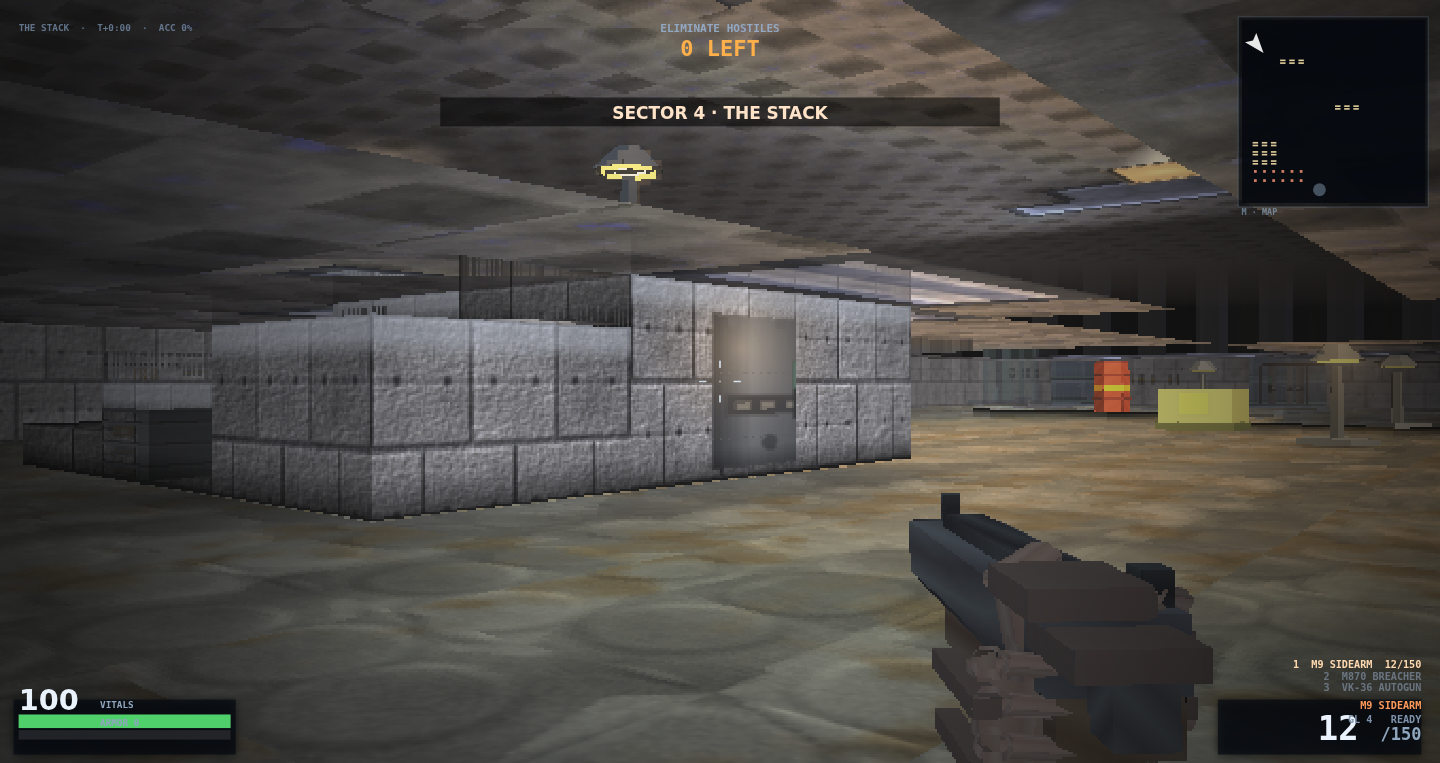 THE STACK · T+0:00 · ACC 0%
ELIMINATE HOSTILES
0 LEFT
SECTOR 4 · THE STACK
M · MAP
1 M9 SIDEARM 12/150
2 M870 BREACHER
3 VK-36 AUTOGUN
100 VITALS
M9 SIDEARM
4 READY
12 /150